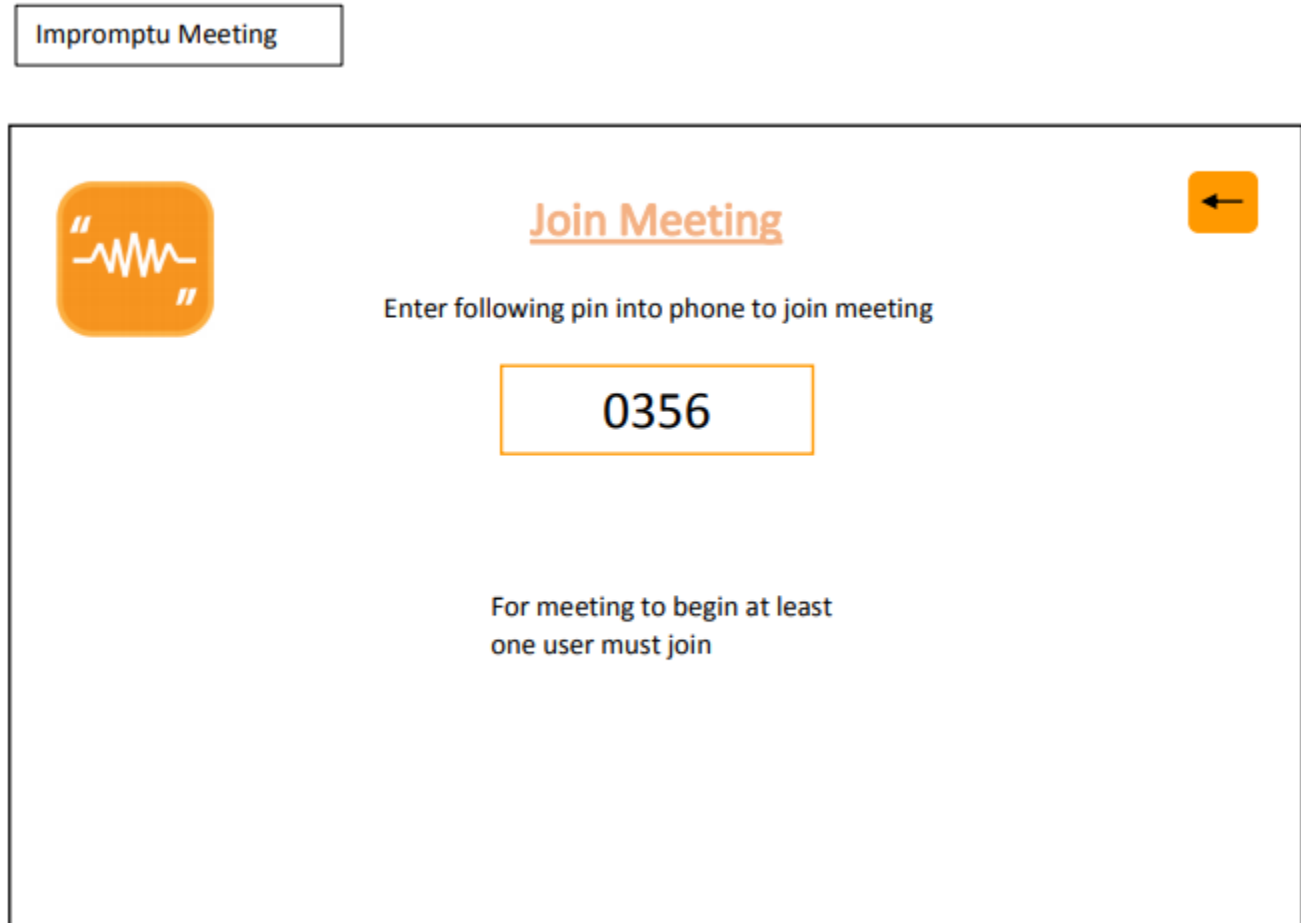 Impromptu Meeting
Join Meeting
Enter following pin into phone to join meeting
0356
For meeting to begin at least
one user must join